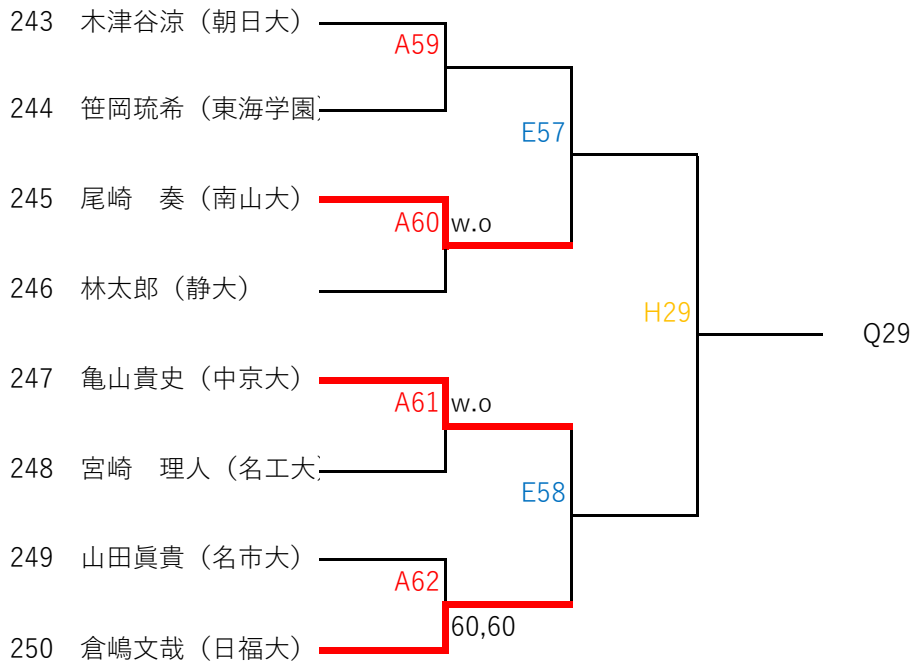 243 木津谷涼（朝日大）
A59
244 笹岡琉希（東海学園）
E57
245 尾崎　奏（南山大）
A60 w.o
246 林太郎（静大）
H29
Q29
247 亀山貴史（中京大）
A61 w.o
248 宮崎　理人（名工大）
E58
249 山田眞貴（名市大）
A62
60,60
250 倉嶋文哉（日福大）